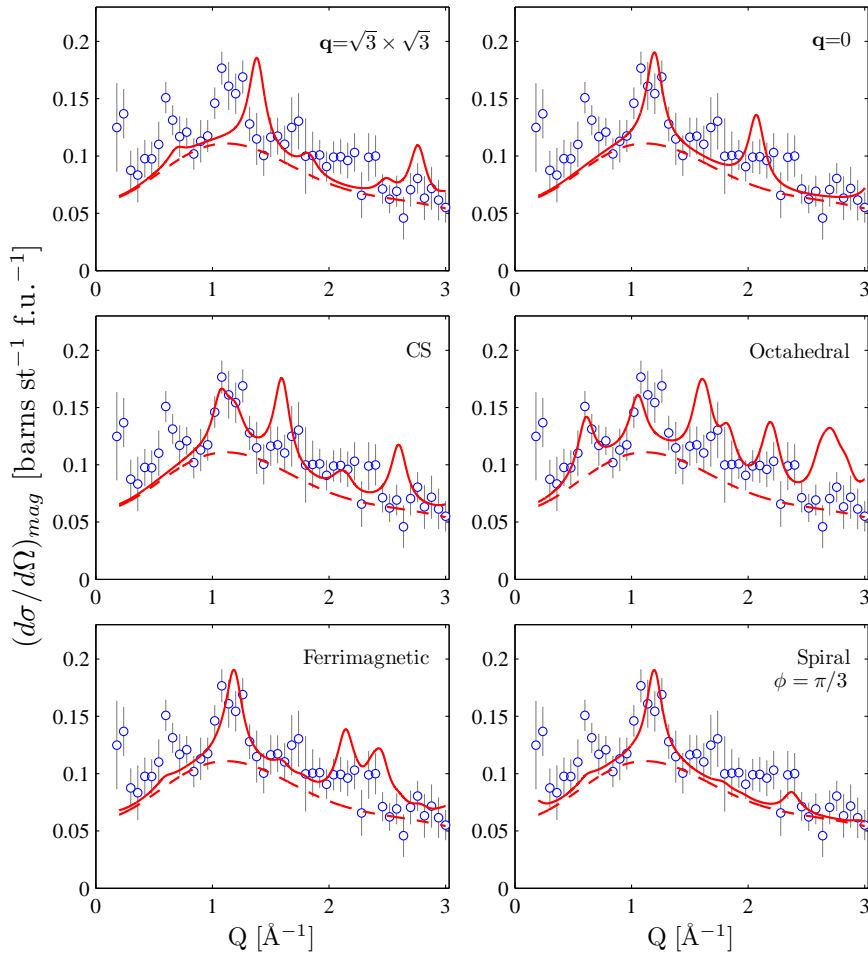 (dσ/dΩ)mag [barns st⁻¹ f.u.⁻¹]
q=√3 × √3
0.2
0.15
0.1
0.05
0
0 1 2 3
q=0
0.2
0.15
0.1
0.05
0
0 1 2 3
CS
0.2
0.15
0.1
0.05
0
0 1 2 3
Octahedral
0.2
0.15
0.1
0.05
0
0 1 2 3
Ferrimagnetic
0.2
0.15
0.1
0.05
0
0 1 2 3
Q [Å⁻¹]
Spiral
φ = π/3
0.2
0.15
0.1
0.05
0
0 1 2 3
Q [Å⁻¹]